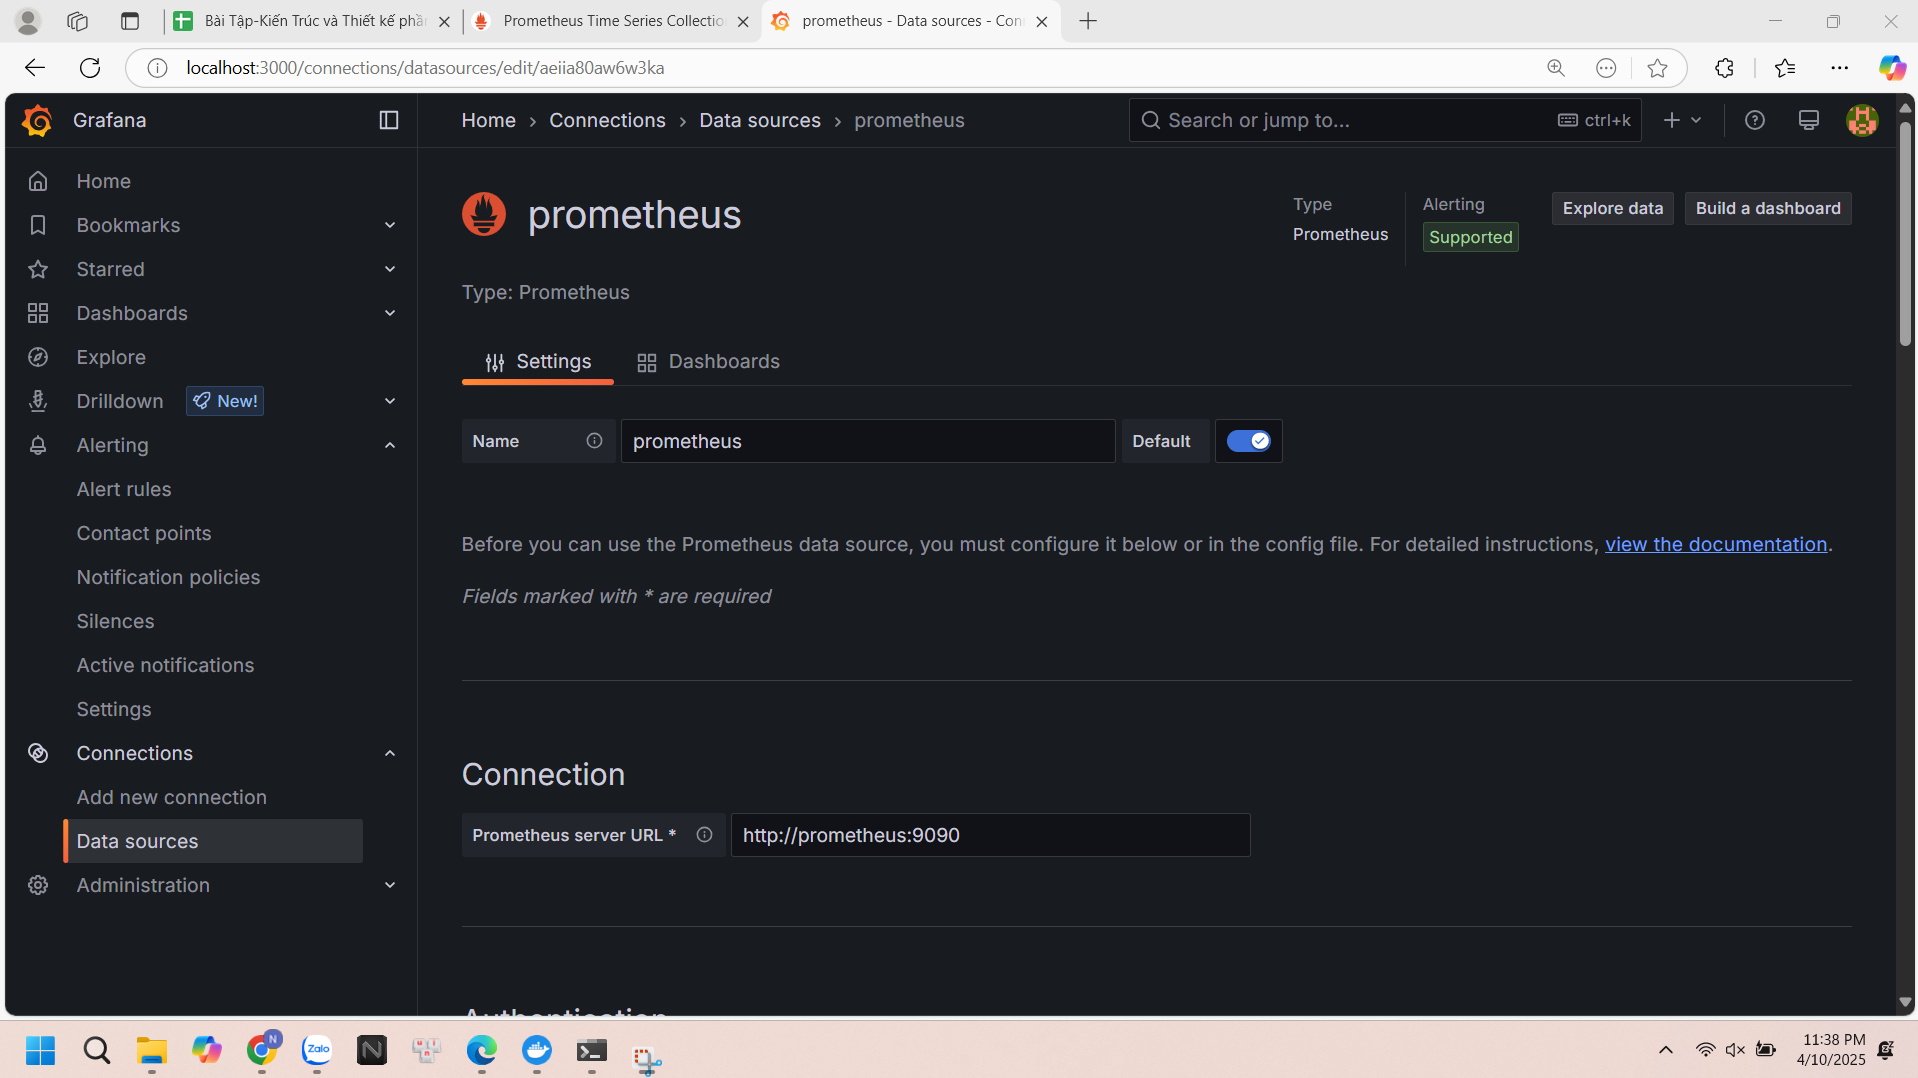 Bài Tập-Kiến Trúc và Thiết kế phần
Prometheus Time Series Collectio
prometheus - Data sources - Con
localhost:3000/connections/datasources/edit/aeiia80aw6w3ka
Grafana
Home › Connections › Data sources › prometheus
Search or jump to...
ctrl+k
Home
Bookmarks
Starred
Dashboards
Explore
Drilldown
New!
Alerting
Alert rules
Contact points
Notification policies
Silences
Active notifications
Settings
Connections
Add new connection
Data sources
Administration
prometheus
Type
Prometheus
Alerting
Supported
Explore data
Build a dashboard
Type: Prometheus
Settings
Dashboards
Name
prometheus
Default
Before you can use the Prometheus data source, you must configure it below or in the config file. For detailed instructions, view the documentation.
Fields marked with * are required
Connection
Prometheus server URL *
http://prometheus:9090
Authentication
N
Zalo
N
11:38 PM
4/10/2025